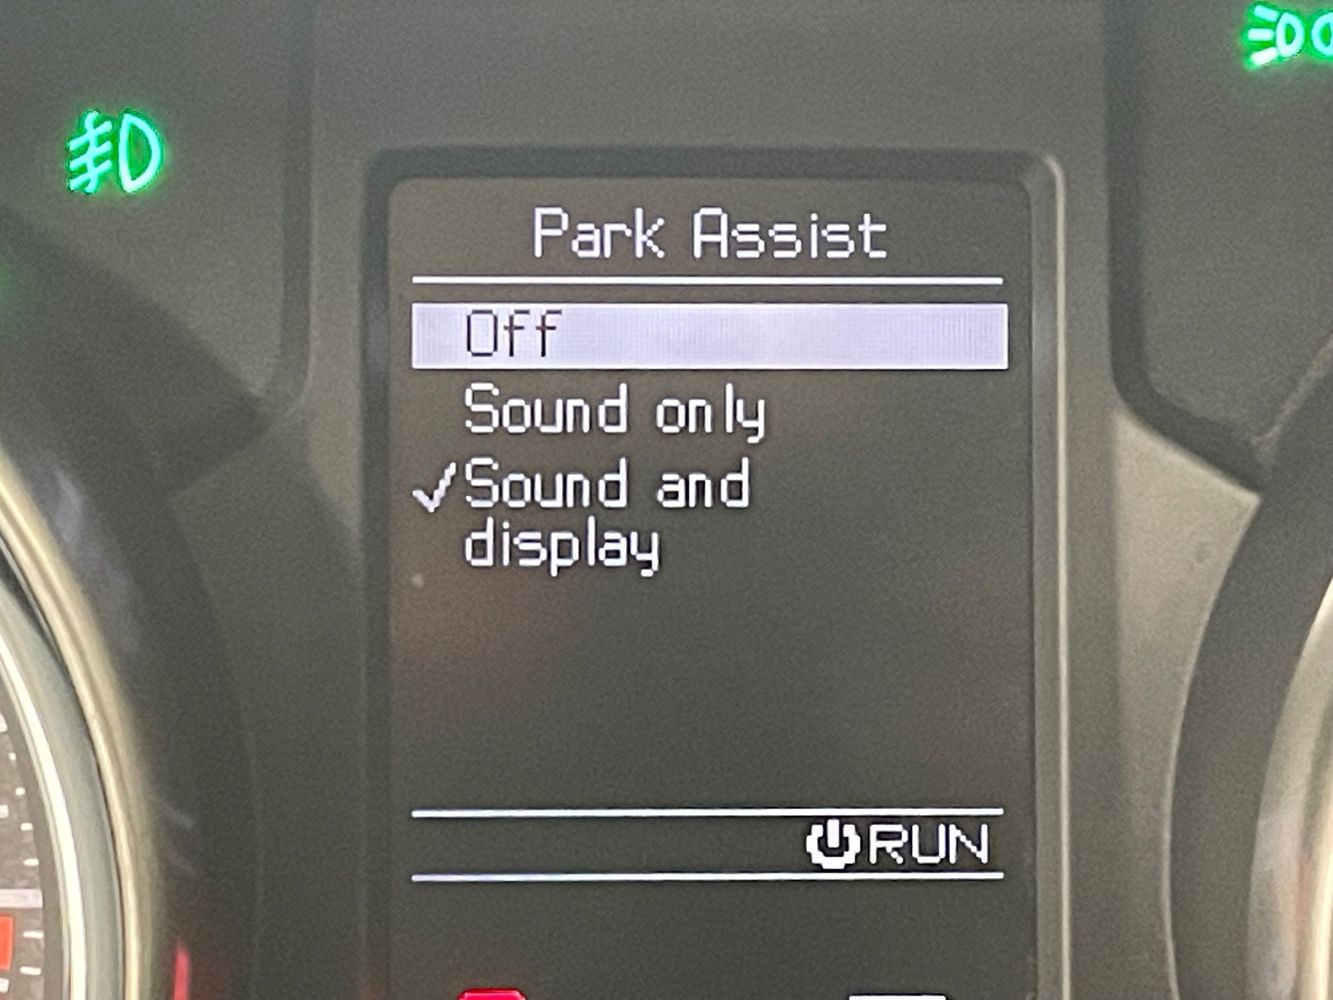 Park Assist
Off
Sound only
✓Sound and
display
RUN